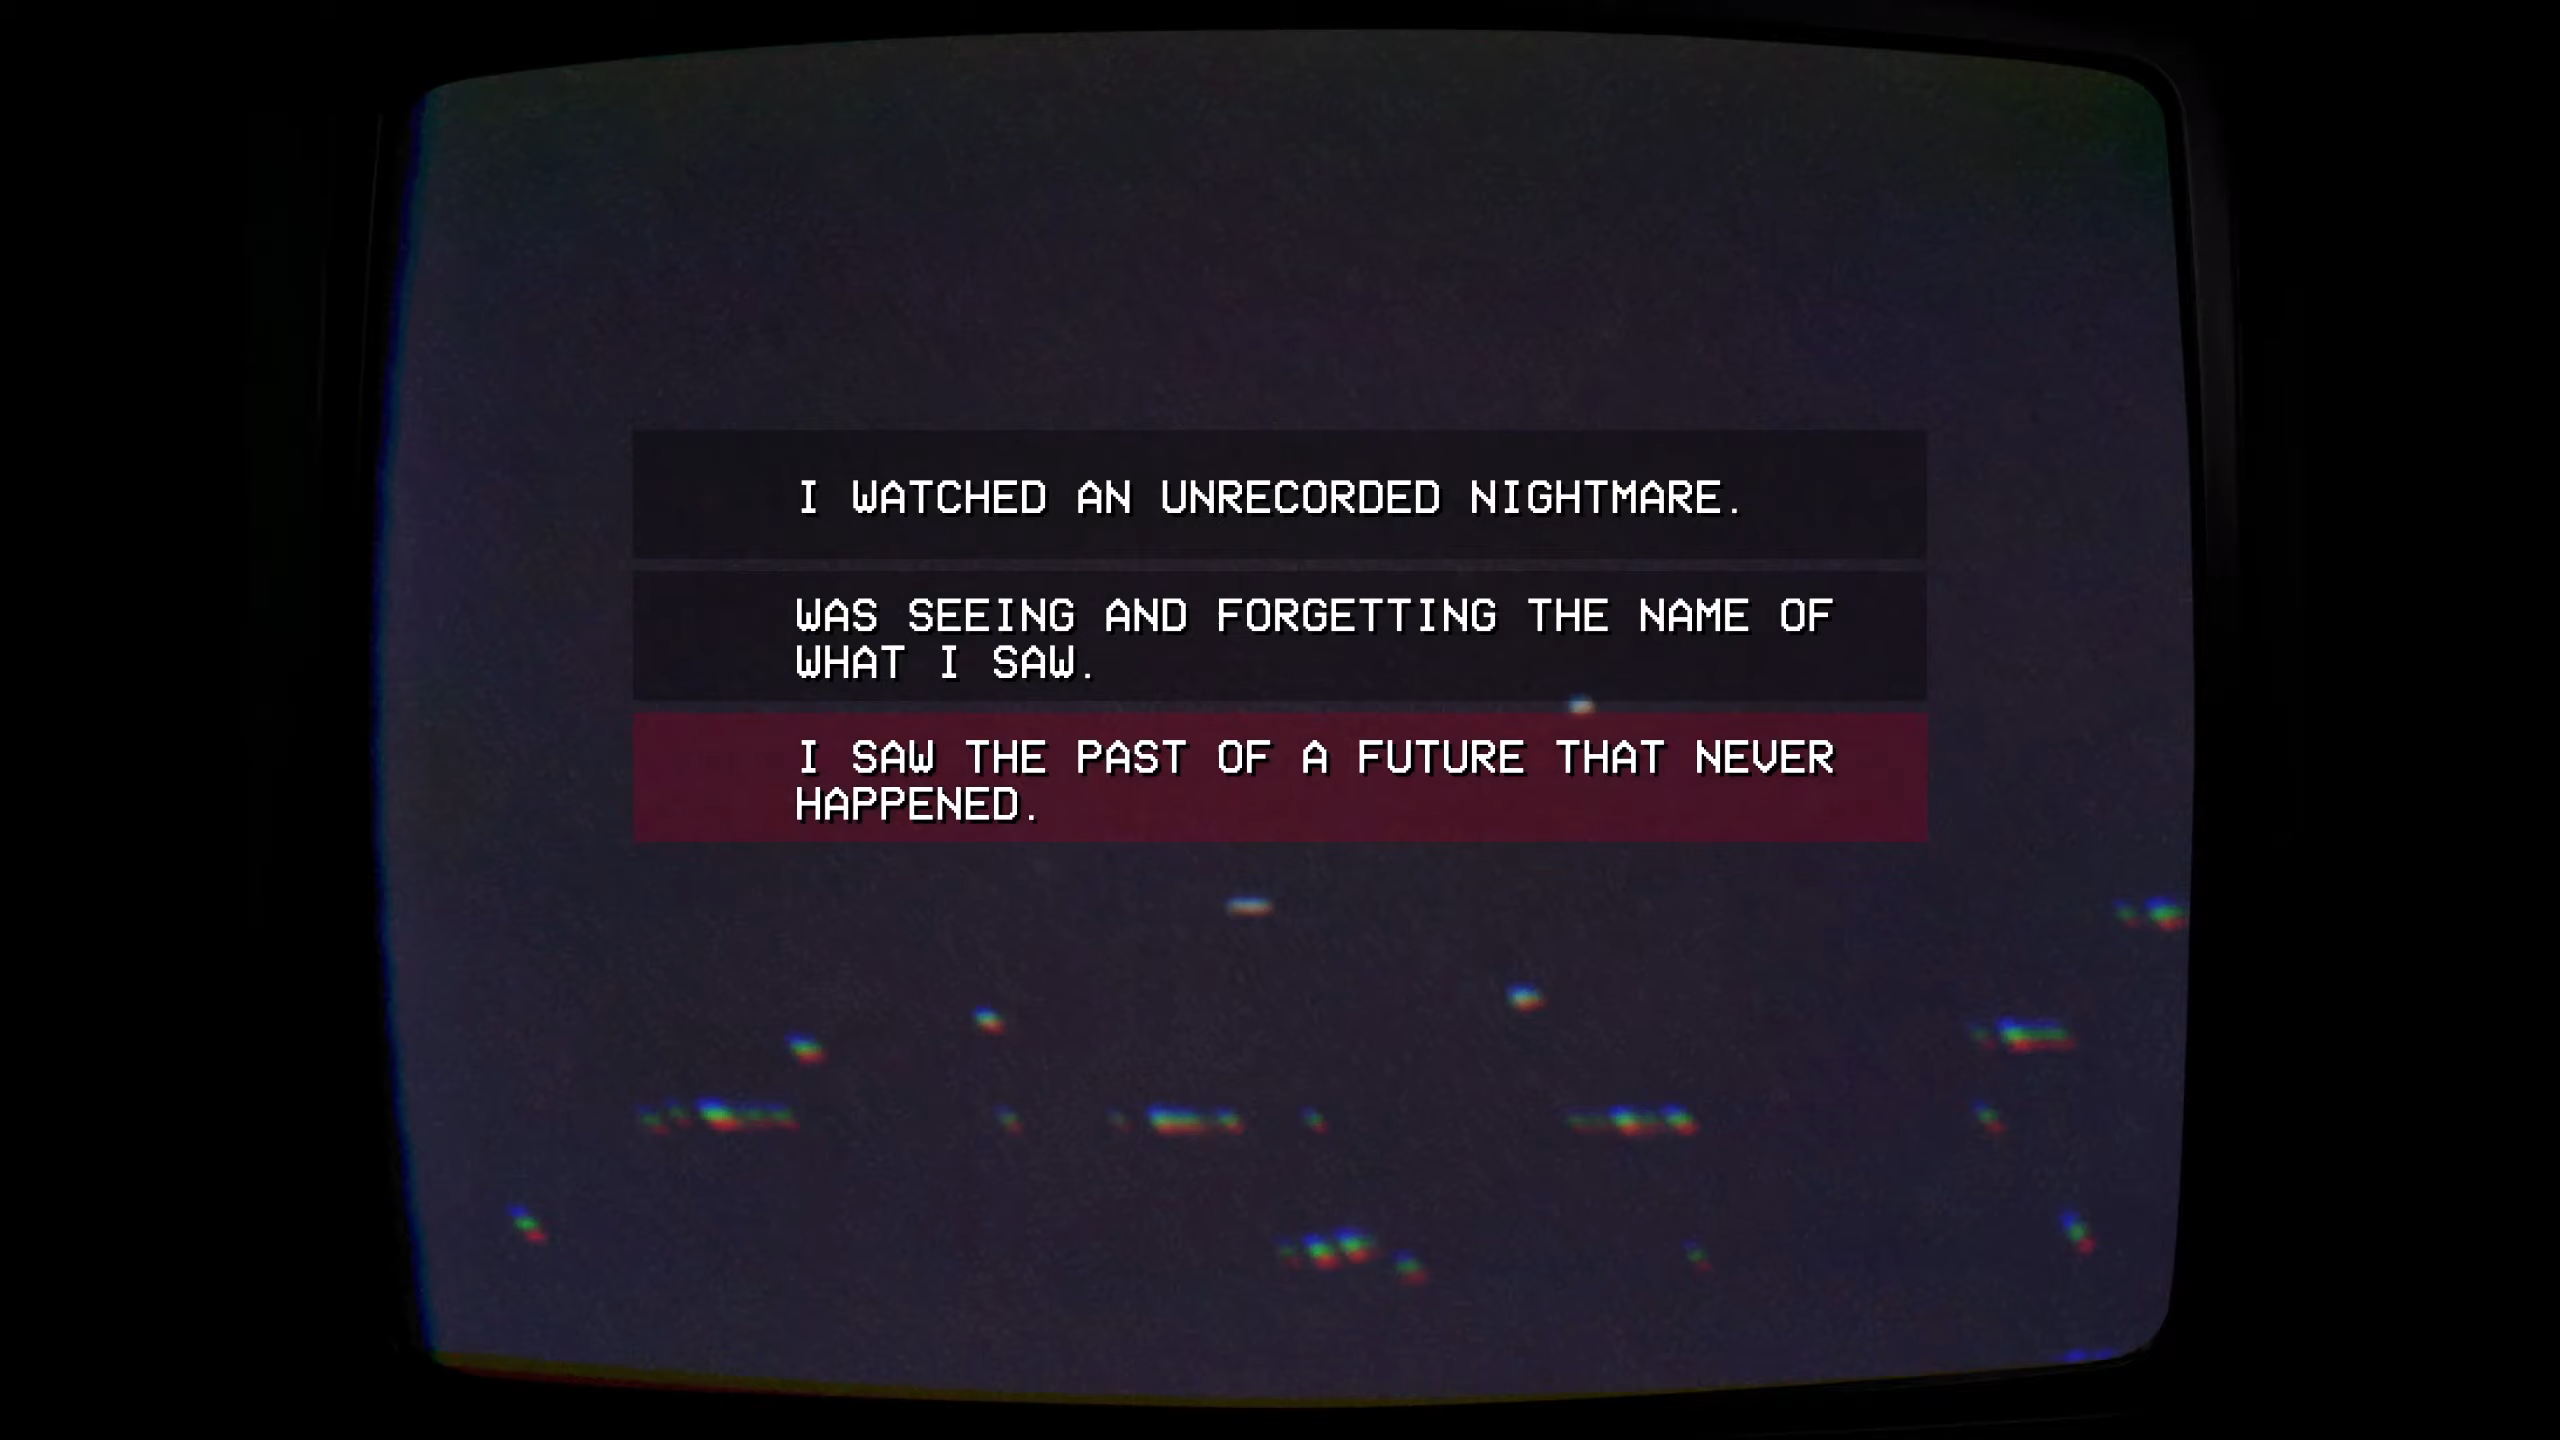 I WATCHED AN UNRECORDED NIGHTMARE.
WAS SEEING AND FORGETTING THE NAME OF
WHAT I SAW.
I SAW THE PAST OF A FUTURE THAT NEVER
HAPPENED.